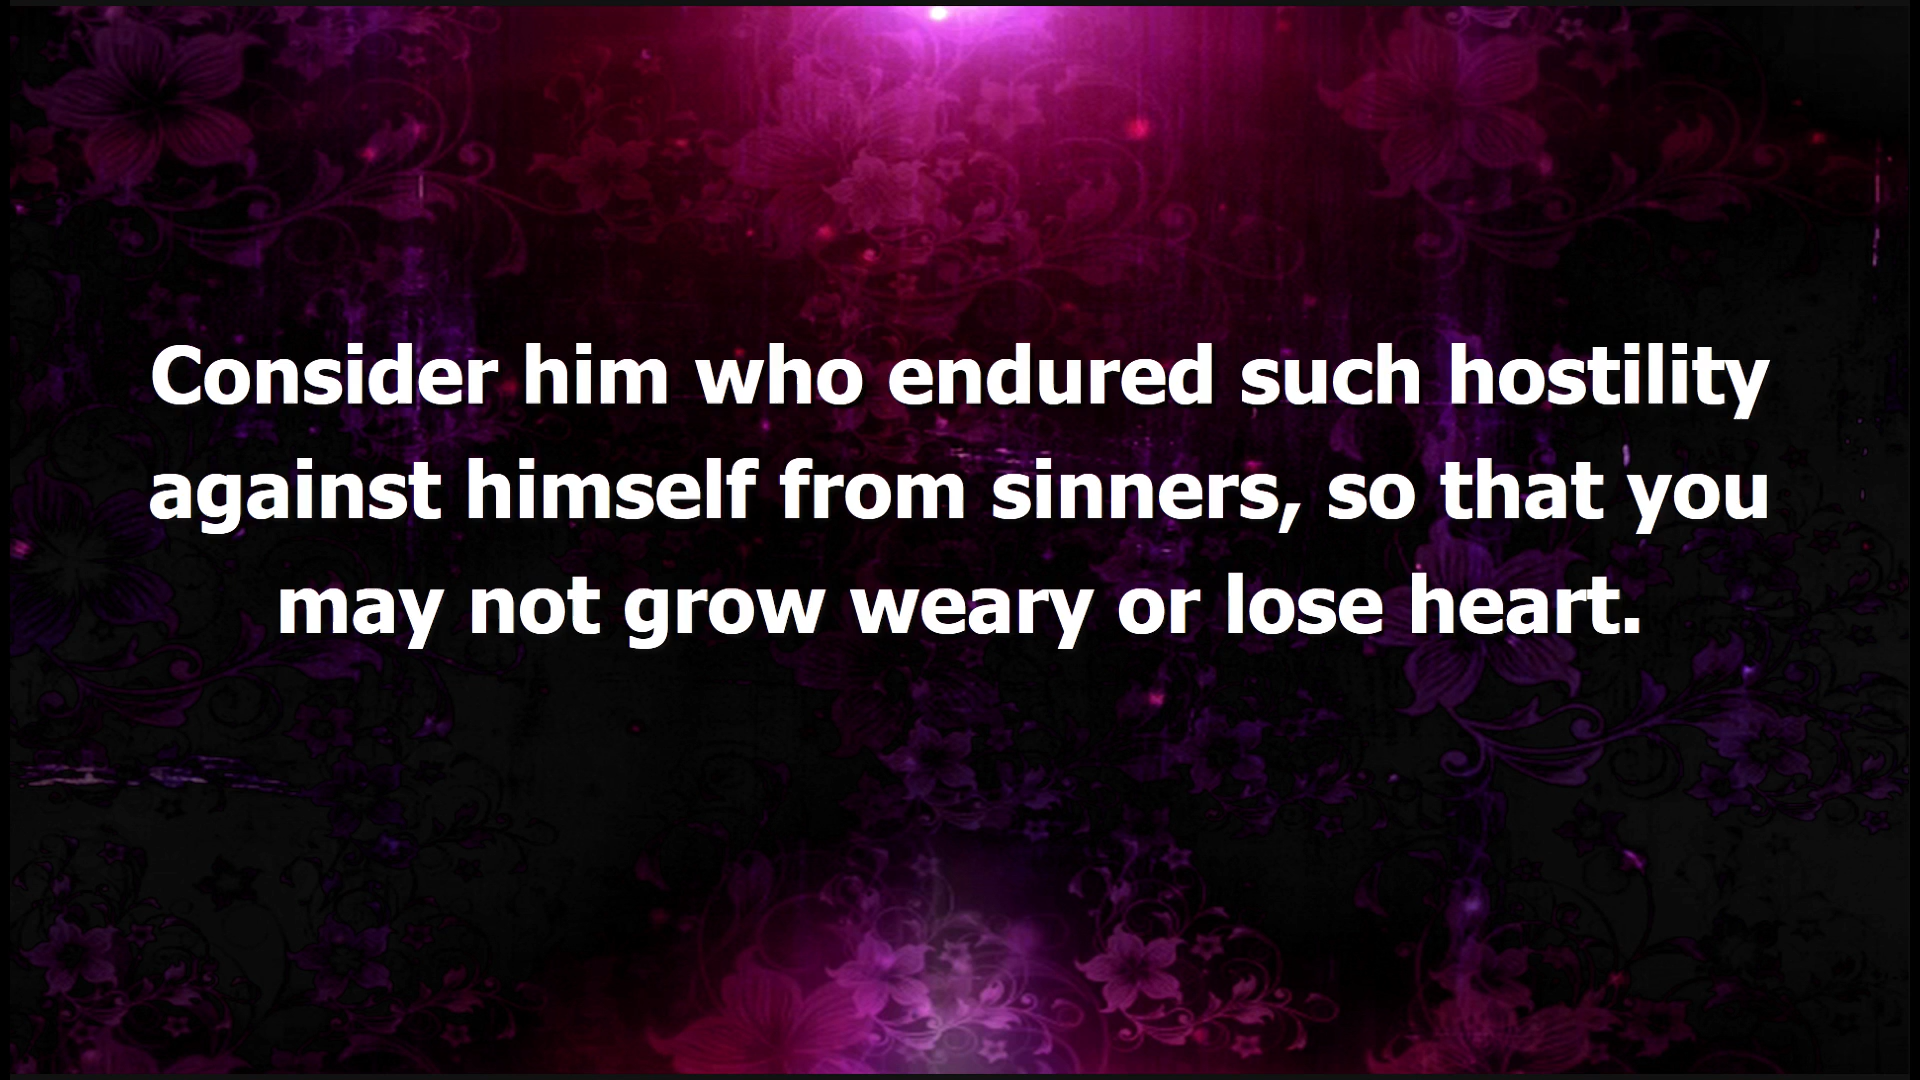 Consider him who endured such hostility
against himself from sinners, so that you
may not grow weary or lose heart.